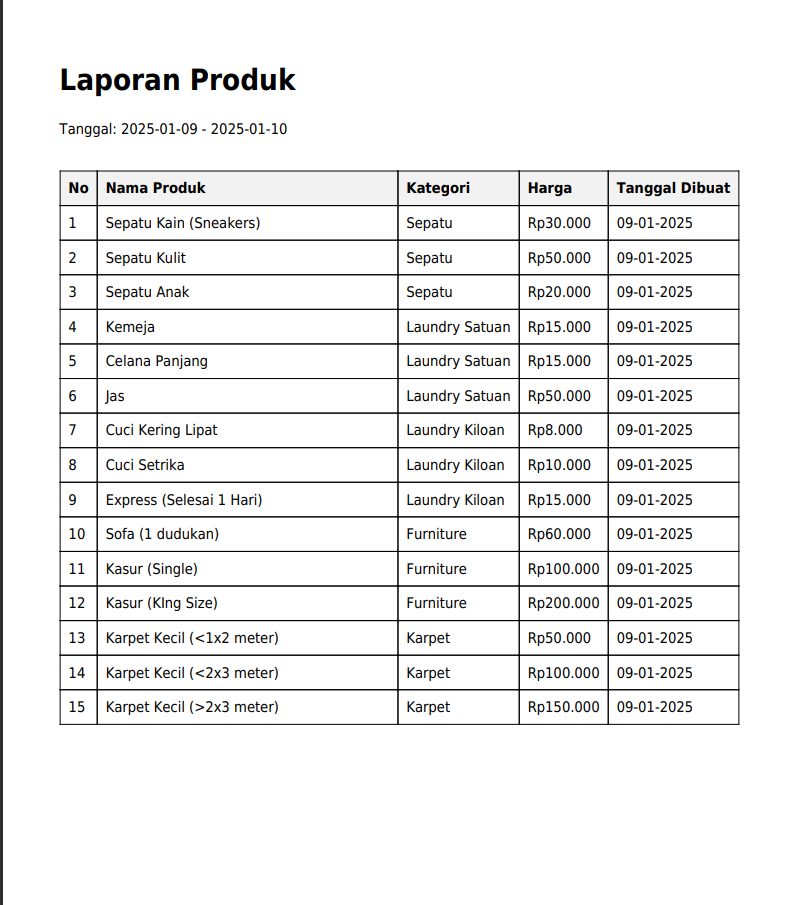 Laporan Produk
Tanggal: 2025-01-09 - 2025-01-10
No Nama Produk Kategori Harga Tanggal Dibuat
1 Sepatu Kain (Sneakers) Sepatu Rp30.000 09-01-2025
2 Sepatu Kulit Sepatu Rp50.000 09-01-2025
3 Sepatu Anak Sepatu Rp20.000 09-01-2025
4 Kemeja Laundry Satuan Rp15.000 09-01-2025
5 Celana Panjang Laundry Satuan Rp15.000 09-01-2025
6 Jas Laundry Satuan Rp50.000 09-01-2025
7 Cuci Kering Lipat Laundry Kiloan Rp8.000 09-01-2025
8 Cuci Setrika Laundry Kiloan Rp10.000 09-01-2025
9 Express (Selesai 1 Hari) Laundry Kiloan Rp15.000 09-01-2025
10 Sofa (1 dudukan) Furniture Rp60.000 09-01-2025
11 Kasur (Single) Furniture Rp100.000 09-01-2025
12 Kasur (KIng Size) Furniture Rp200.000 09-01-2025
13 Karpet Kecil (<1x2 meter) Karpet Rp50.000 09-01-2025
14 Karpet Kecil (<2x3 meter) Karpet Rp100.000 09-01-2025
15 Karpet Kecil (>2x3 meter) Karpet Rp150.000 09-01-2025